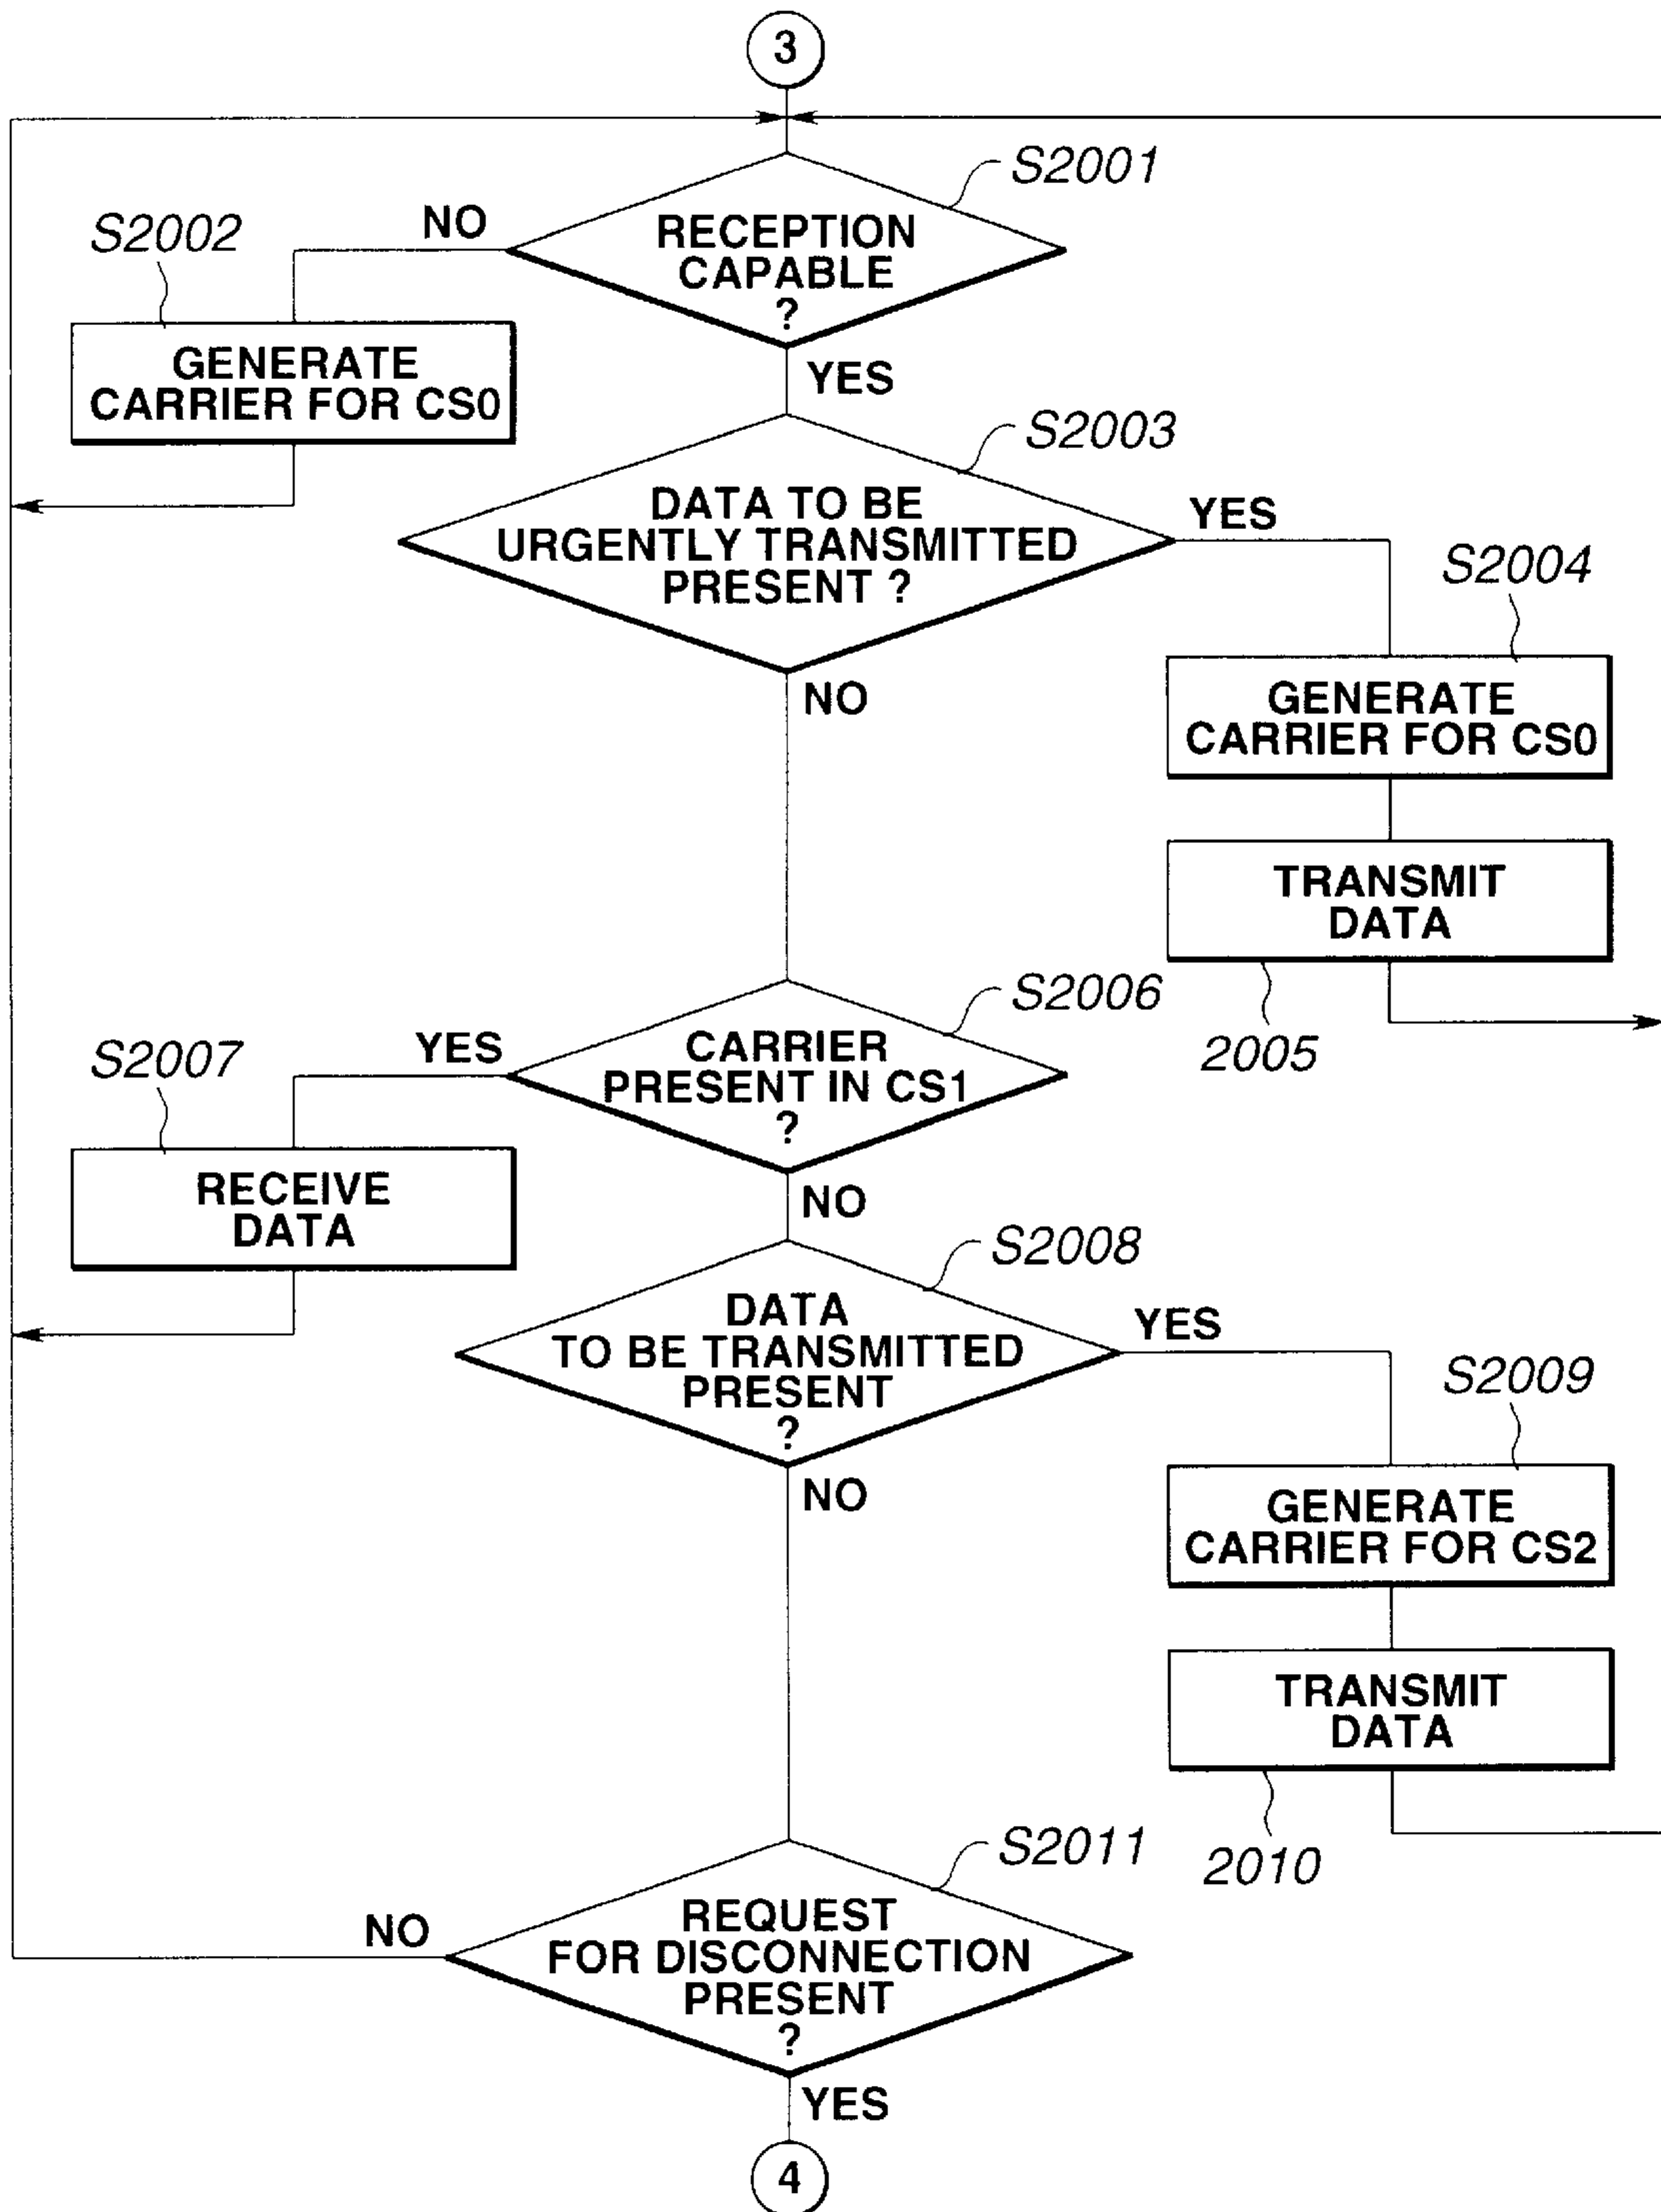 3
S2001
NO
S2002
RECEPTION
CAPABLE
?
GENERATE
CARRIER FOR CS0
YES
S2003
DATA TO BE
URGENTLY TRANSMITTED
PRESENT ?
YES
S2004
NO
GENERATE
CARRIER FOR CS0
TRANSMIT
DATA
2005
S2006
YES
S2007
CARRIER
PRESENT IN CS1
?
RECEIVE
DATA
NO
S2008
DATA
TO BE TRANSMITTED
PRESENT
?
YES
S2009
NO
GENERATE
CARRIER FOR CS2
TRANSMIT
DATA
2010
S2011
NO
REQUEST
FOR DISCONNECTION
PRESENT
?
YES
4